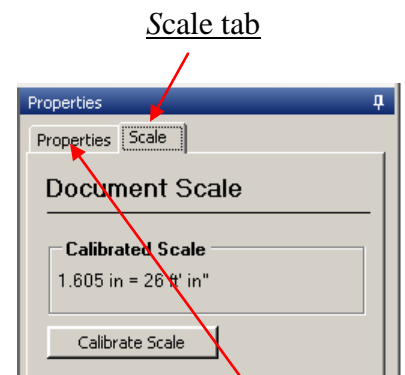 Scale tab
Properties
Properties Scale
Document Scale
Calibrated Scale
1.605 in = 26 ft' in"
Calibrate Scale